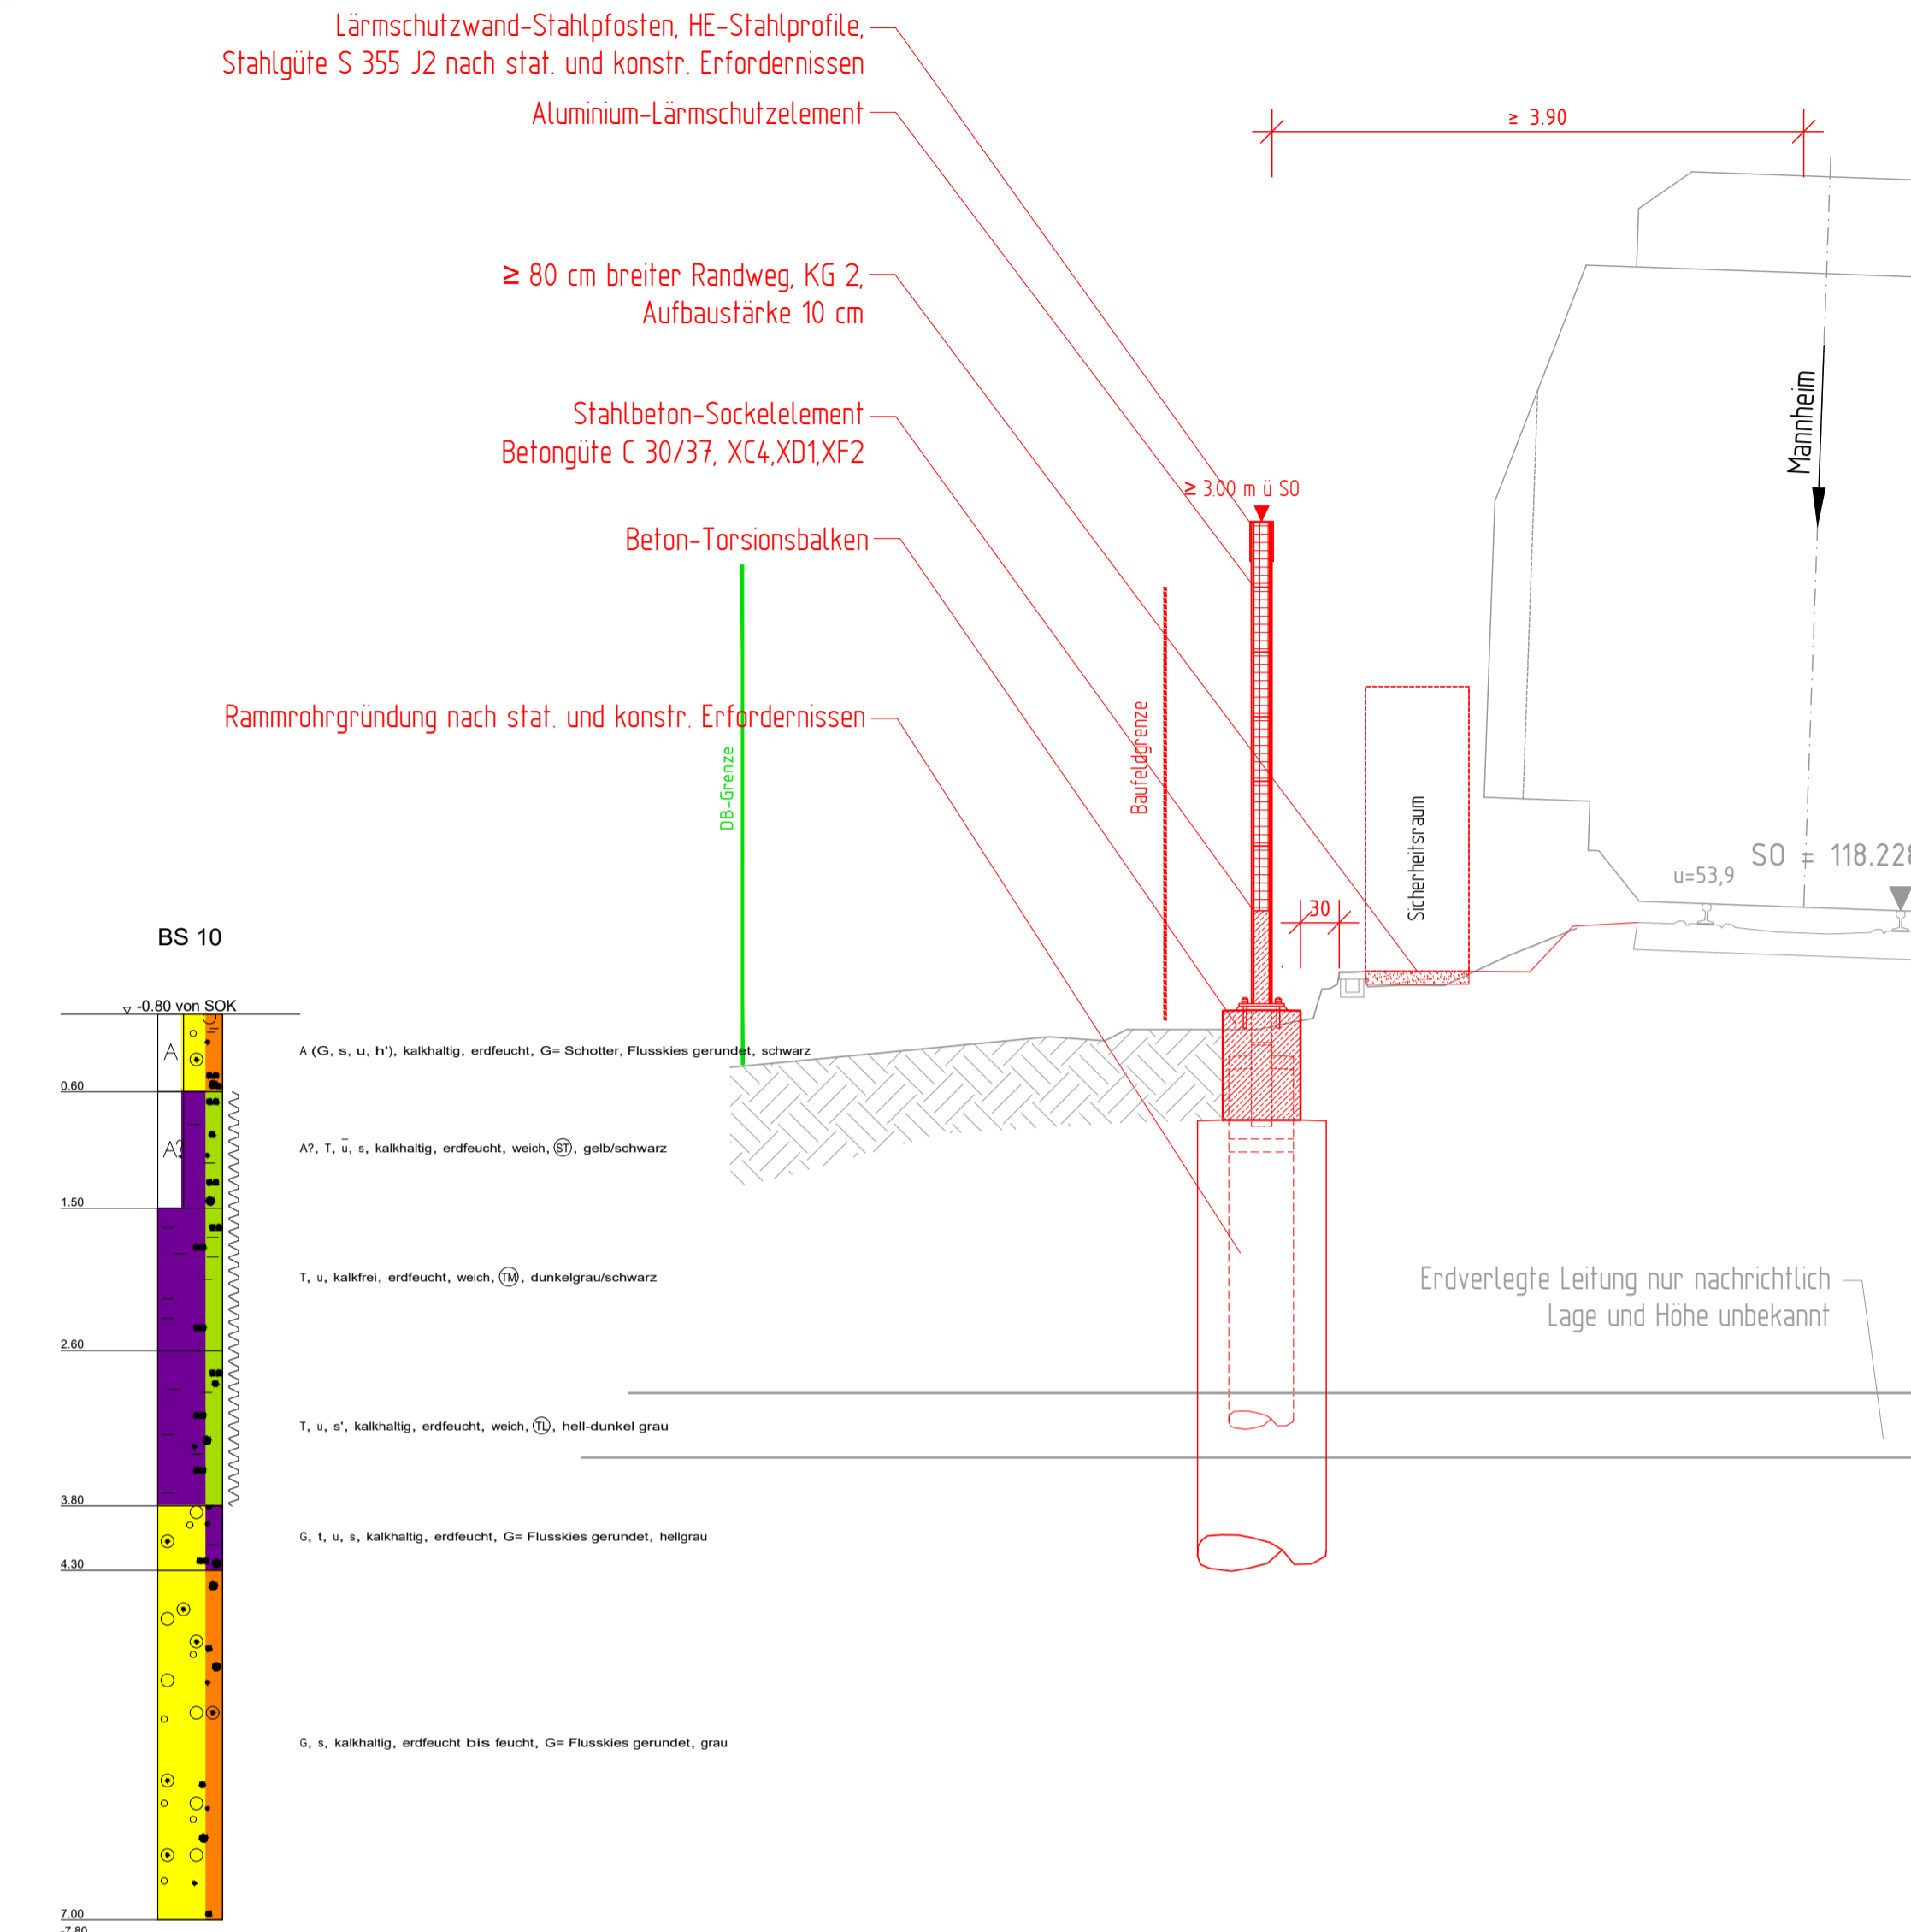 Lärmschutzwand-Stahlpfosten, HE-Stahlprofile,
Stahlgüte S 355 J2 nach stat. und konstr. Erfordernissen
Aluminium-Lärmschutzelement
≥ 3.90
≥ 80 cm breiter Randweg, KG 2,
Aufbaustärke 10 cm
Mannheim
Stahlbeton-Sockelelement
Betongüte C 30/37, XC4,XD1,XF2
≥ 3.00 m ü SO
Beton-Torsionsbalken
Rammrohrgründung nach stat. und konstr. Erfordernissen
DB-Grenze
Baufeldgrenze
Sicherheitsraum
SO = 118.228
u=53,9
30
BS 10
-0.80 von SOK
A
A (G, s, u, h'), kalkhaltig, erdfeucht, G= Schotter, Flusskies gerundet, schwarz
0.60
A?
A?, T, u̅, s, kalkhaltig, erdfeucht, weich, ST, gelb/schwarz
1.50
T, u, kalkfrei, erdfeucht, weich, TM, dunkelgrau/schwarz
Erdverlegte Leitung nur nachrichtlich
Lage und Höhe unbekannt
2.60
T, u, s', kalkhaltig, erdfeucht, weich, TL, hell-dunkel grau
3.80
G, t, u, s, kalkhaltig, erdfeucht, G= Flusskies gerundet, hellgrau
4.30
G, s, kalkhaltig, erdfeucht bis feucht, G= Flusskies gerundet, grau
7.00
-7.80